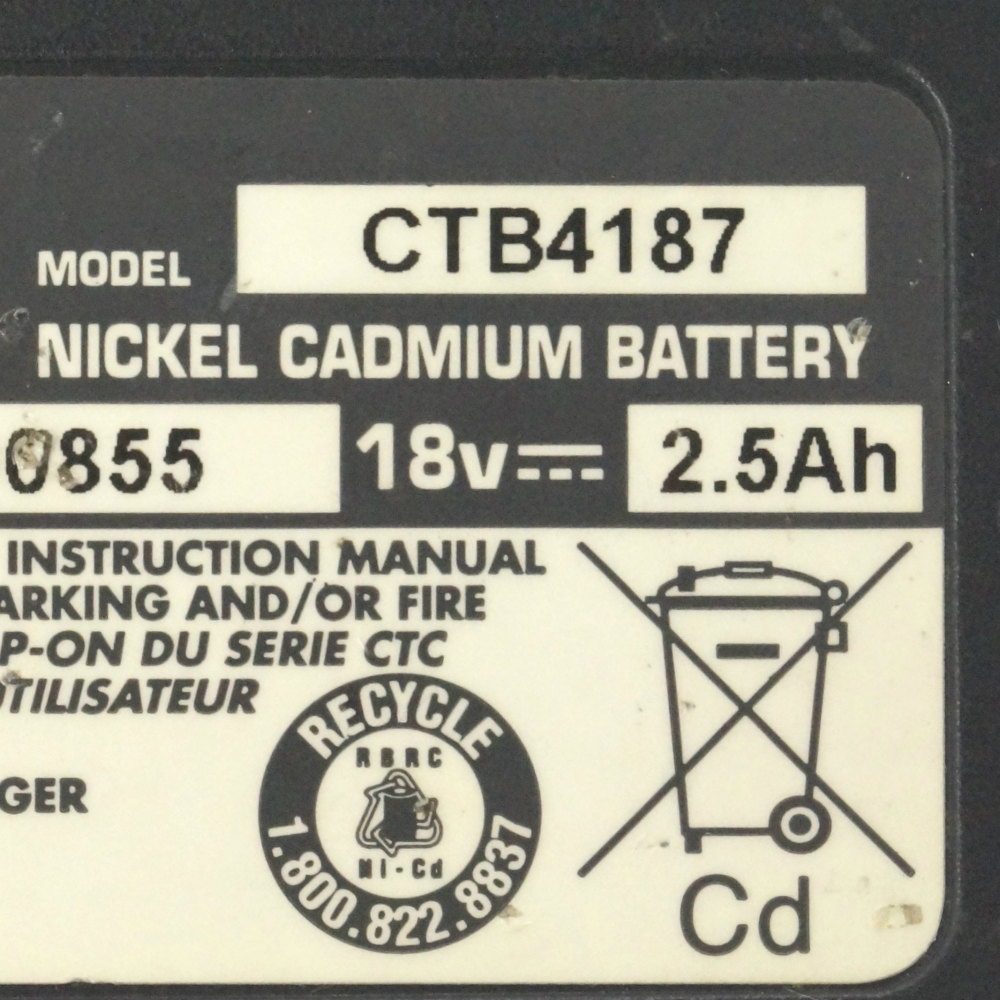 MODEL CTB4187
NICKEL CADMIUM BATTERY
0855 18v 2.5Ah
INSTRUCTION MANUAL
ARKING AND/OR FIRE
P-ON DU SERIE CTC
UTILISATEUR
GER
RECYCLE
RBRC
NI-Cd
1.800.822.8837
Cd